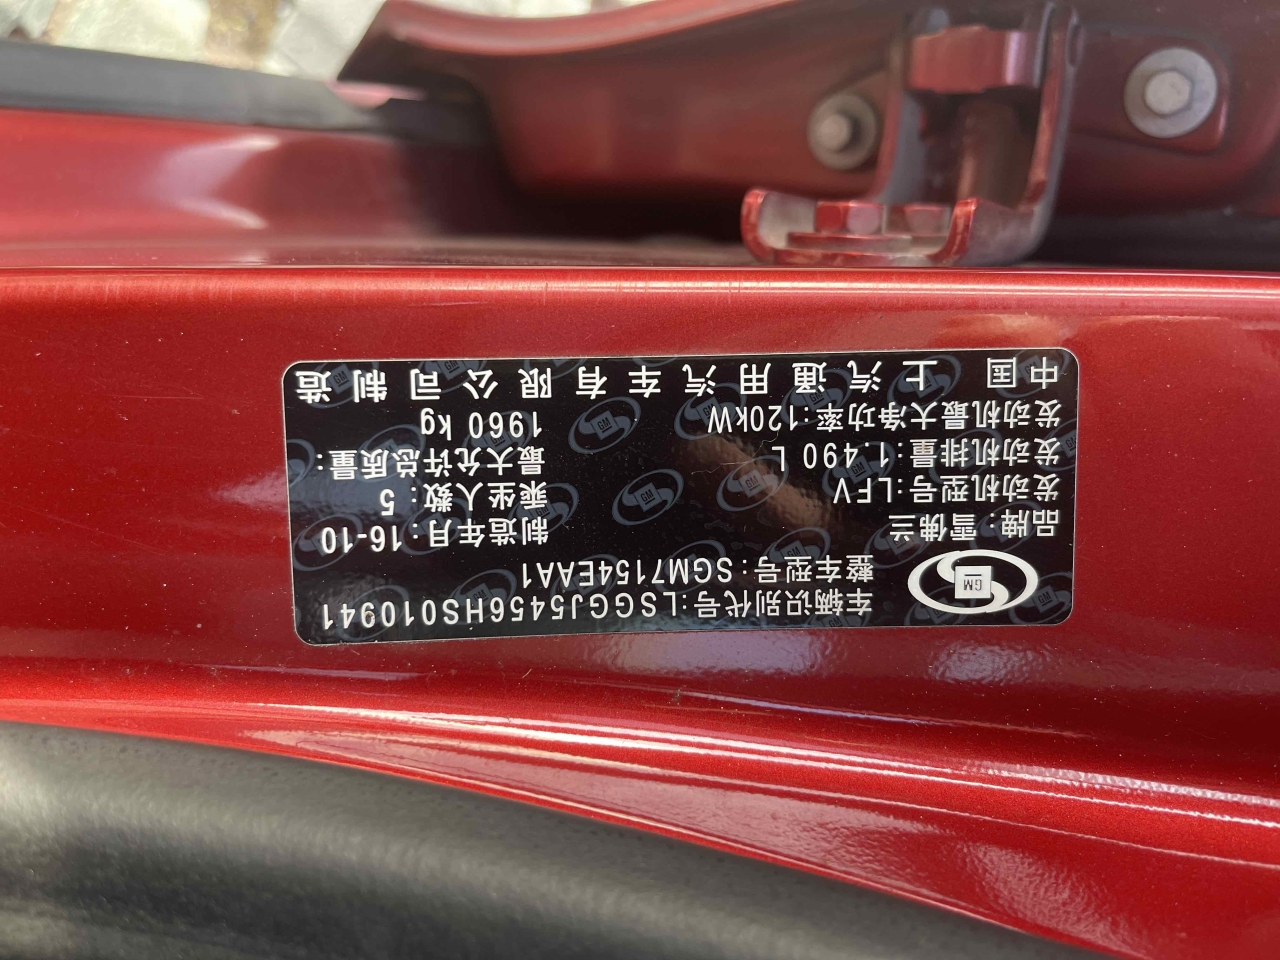 车辆识别代号:LSGGJ5456HS010941
整车型号:SGM7154EAA1
品牌:雪佛兰 制造年月:16-10
发动机型号:LFV 乘坐人数:5
发动机排量:1.490 L 最大允许总质量:
发动机最大净功率:120kW 1960 kg
中国 上汽通用汽车有限公司制造
GM